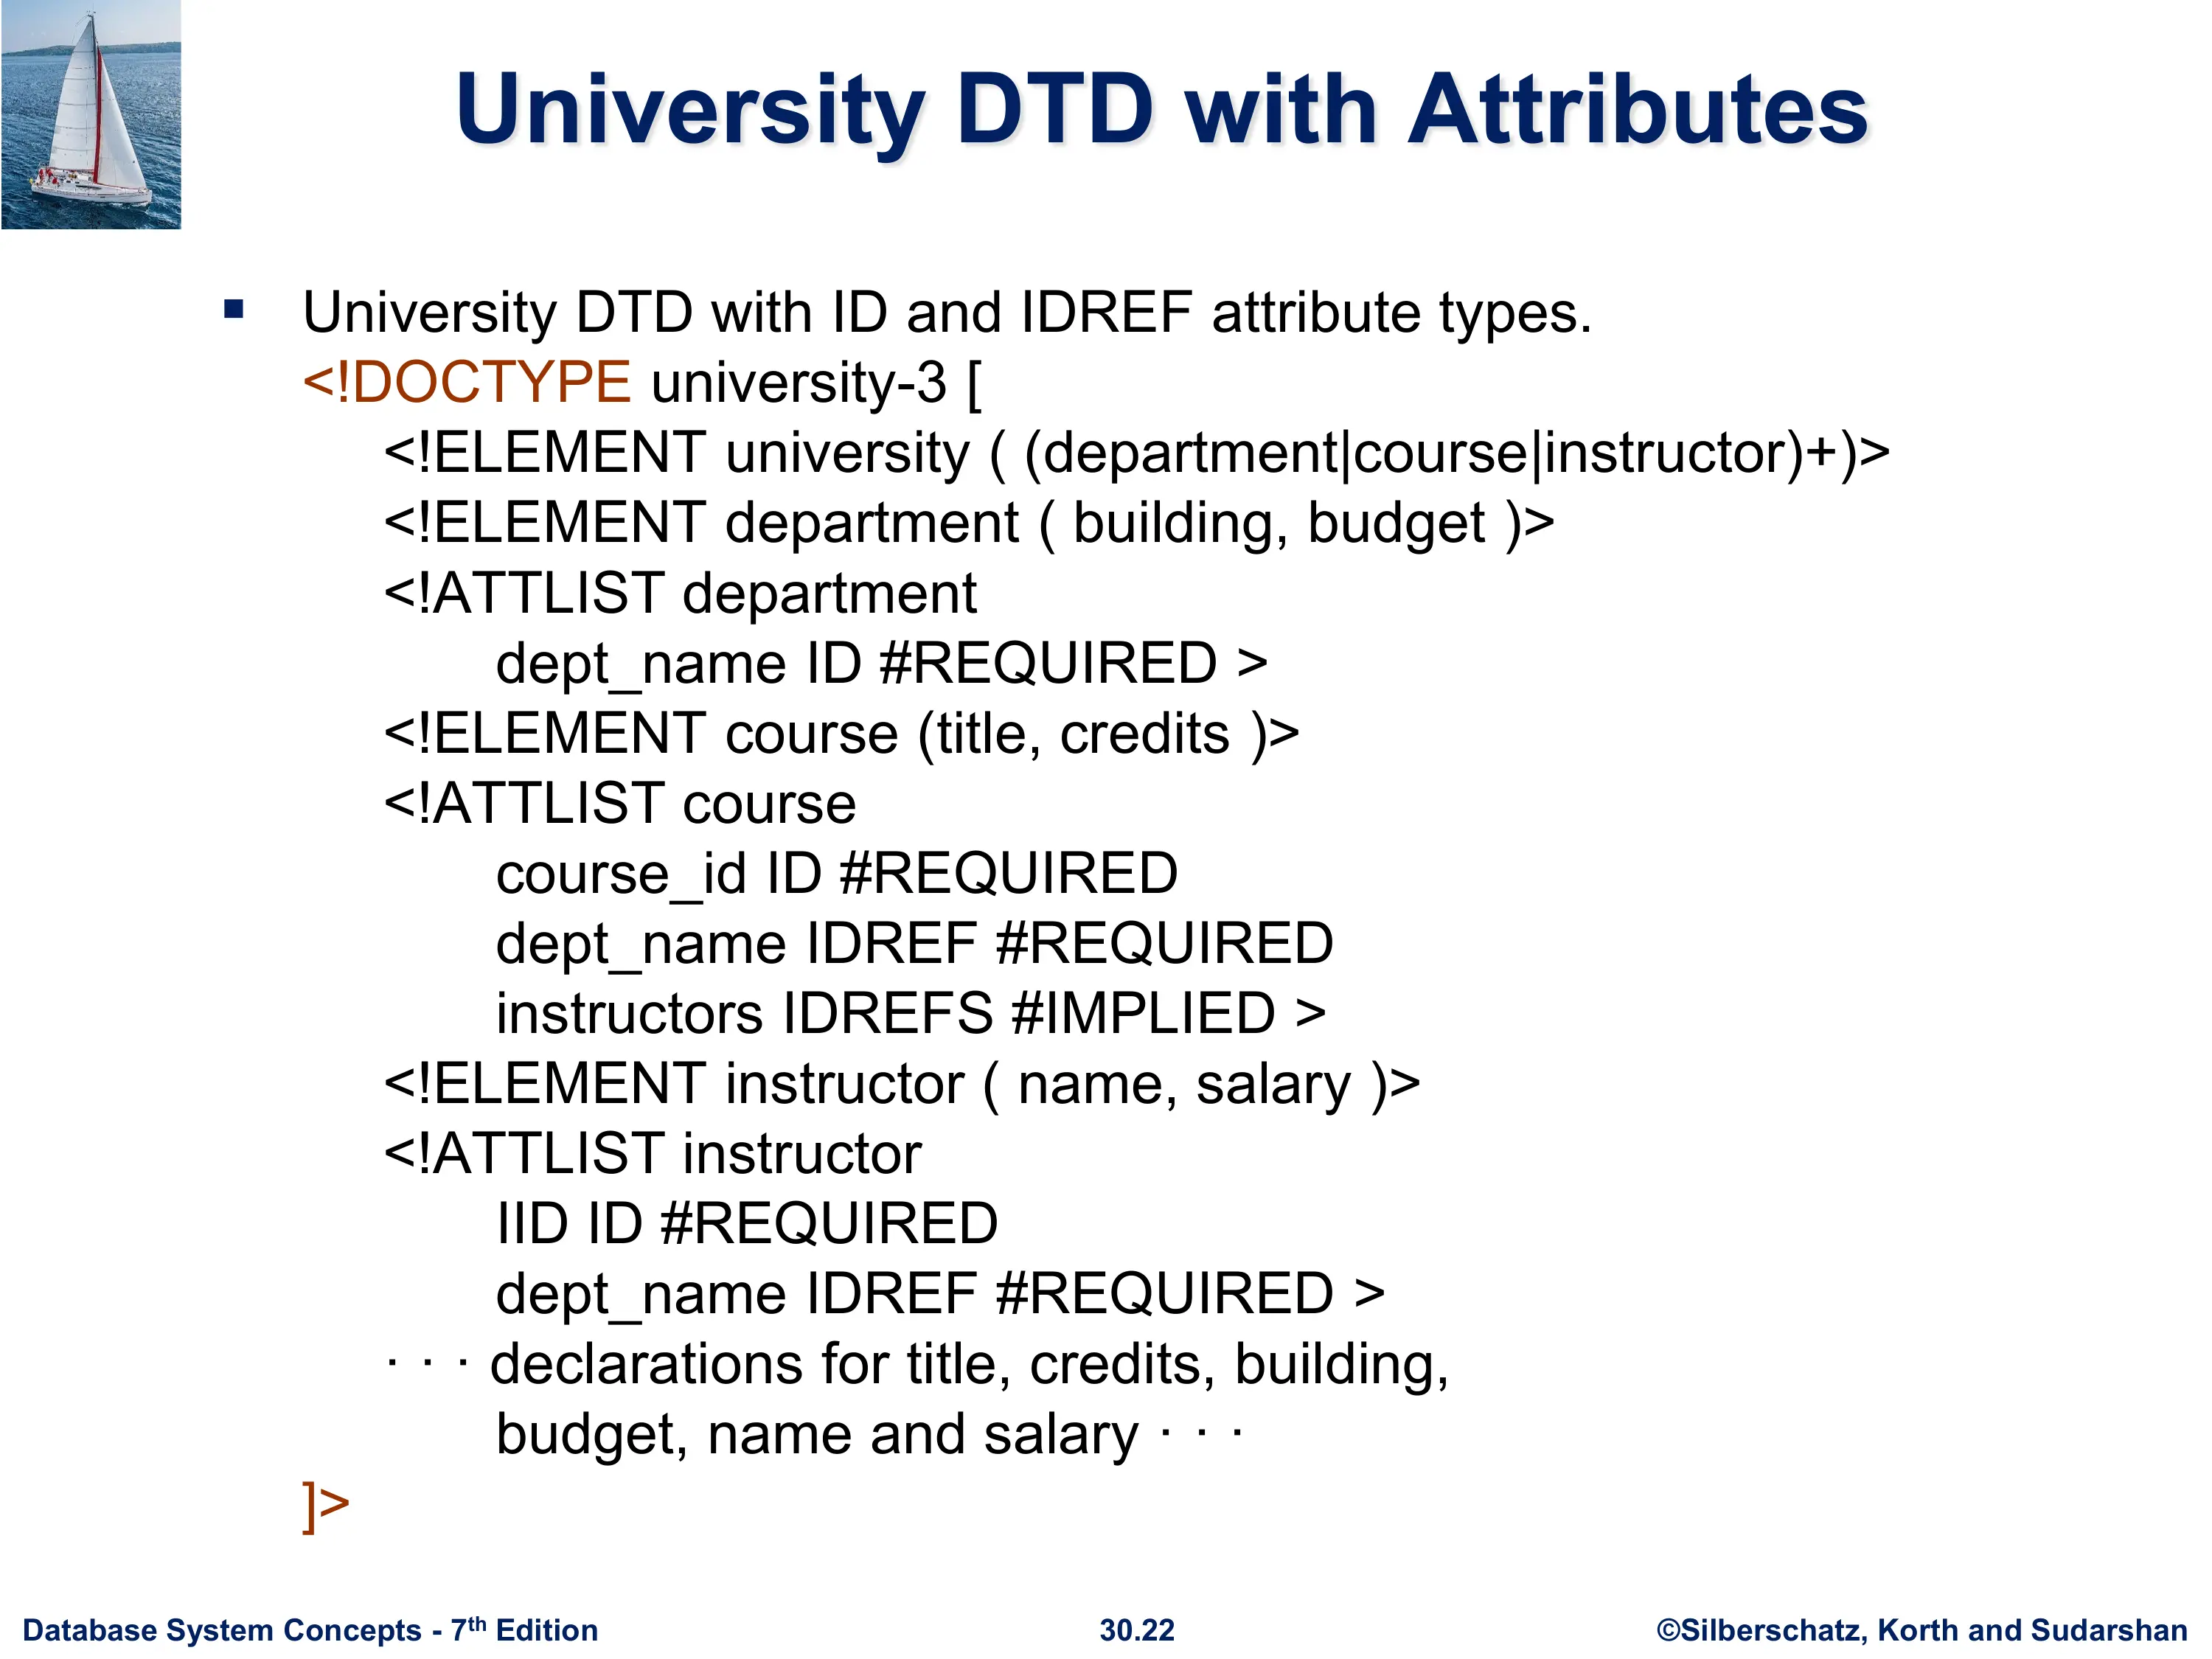 University DTD with Attributes
▪ University DTD with ID and IDREF attribute types.
<!DOCTYPE university-3 [
<!ELEMENT university ( (department|course|instructor)+)>
<!ELEMENT department ( building, budget )>
<!ATTLIST department
dept_name ID #REQUIRED >
<!ELEMENT course (title, credits )>
<!ATTLIST course
course_id ID #REQUIRED
dept_name IDREF #REQUIRED
instructors IDREFS #IMPLIED >
<!ELEMENT instructor ( name, salary )>
<!ATTLIST instructor
IID ID #REQUIRED
dept_name IDREF #REQUIRED >
· · · declarations for title, credits, building,
budget, name and salary · · ·
]>
Database System Concepts - 7th Edition
30.22
©Silberschatz, Korth and Sudarshan